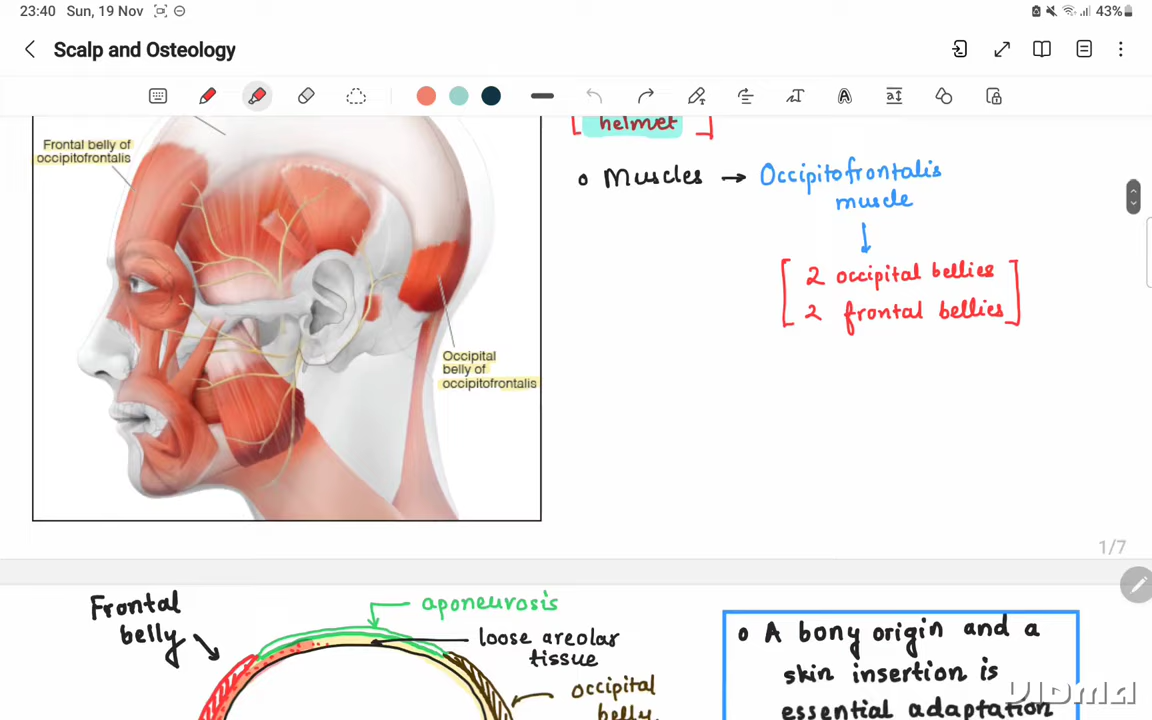 23:40 Sun, 19 Nov
43%
Scalp and Osteology
Frontal belly of
occipitofrontalis
Occipital
belly of
occipitofrontalis
[ helmet ]
o Muscles → Occipitofrontalis
muscle
↓
[ 2 occipital bellies
2 frontal bellies ]
1/7
Frontal
belly
aponeurosis
loose areolar
tissue
occipital
belly
o A bony origin and a
skin insertion is
essential adaptation
VIDMA